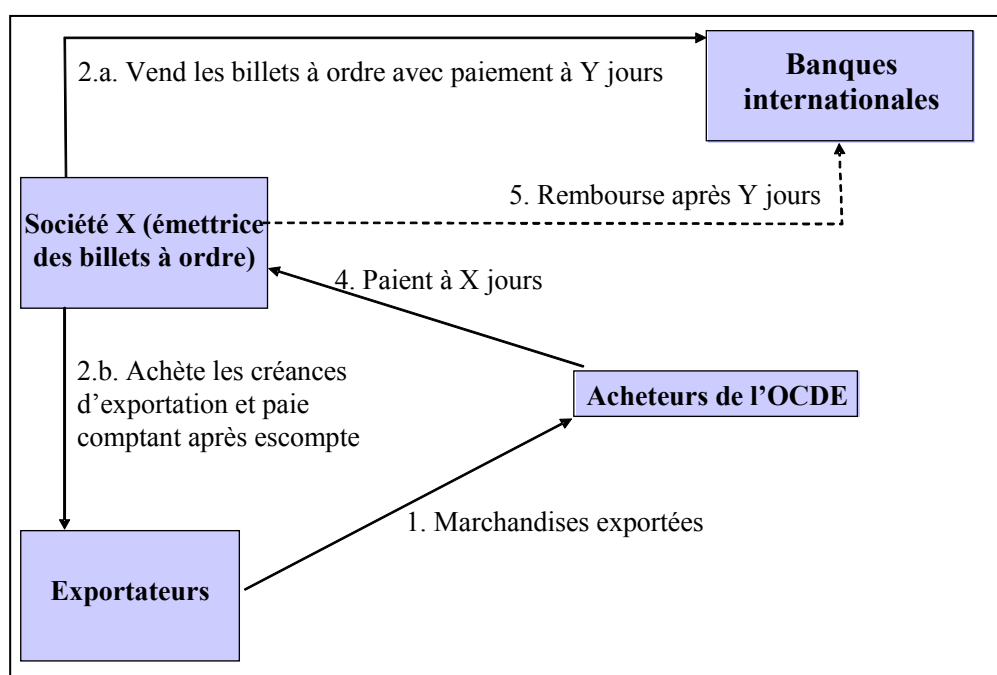 2.a. Vend les billets à ordre avec paiement à Y jours
Banques
internationales
Société X (émettrice
des billets à ordre)
5. Rembourse après Y jours
4. Paient à X jours
2.b. Achète les créances
d’exportation et paie
comptant après escompte
Acheteurs de l’OCDE
1. Marchandises exportées
Exportateurs